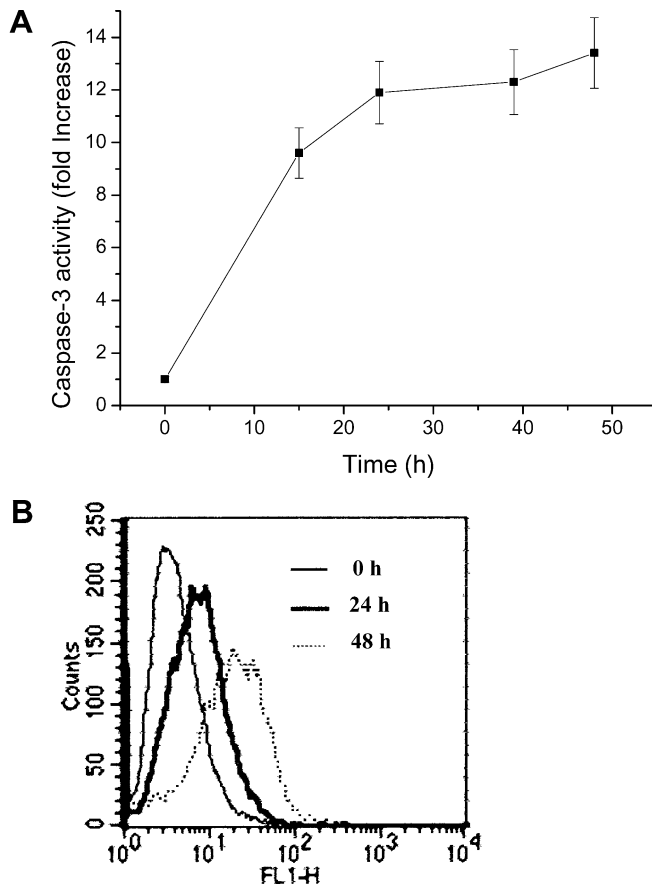 A
Caspase-3 activity (fold Increase)
14
12
10
8
6
4
2
0
0 10 20 30 40 50
Time (h)
B
Counts
250
200
150
100
50
0
0 h
24 h
48 h
10^0 10^1 10^2 10^3 10^4
FL1-H